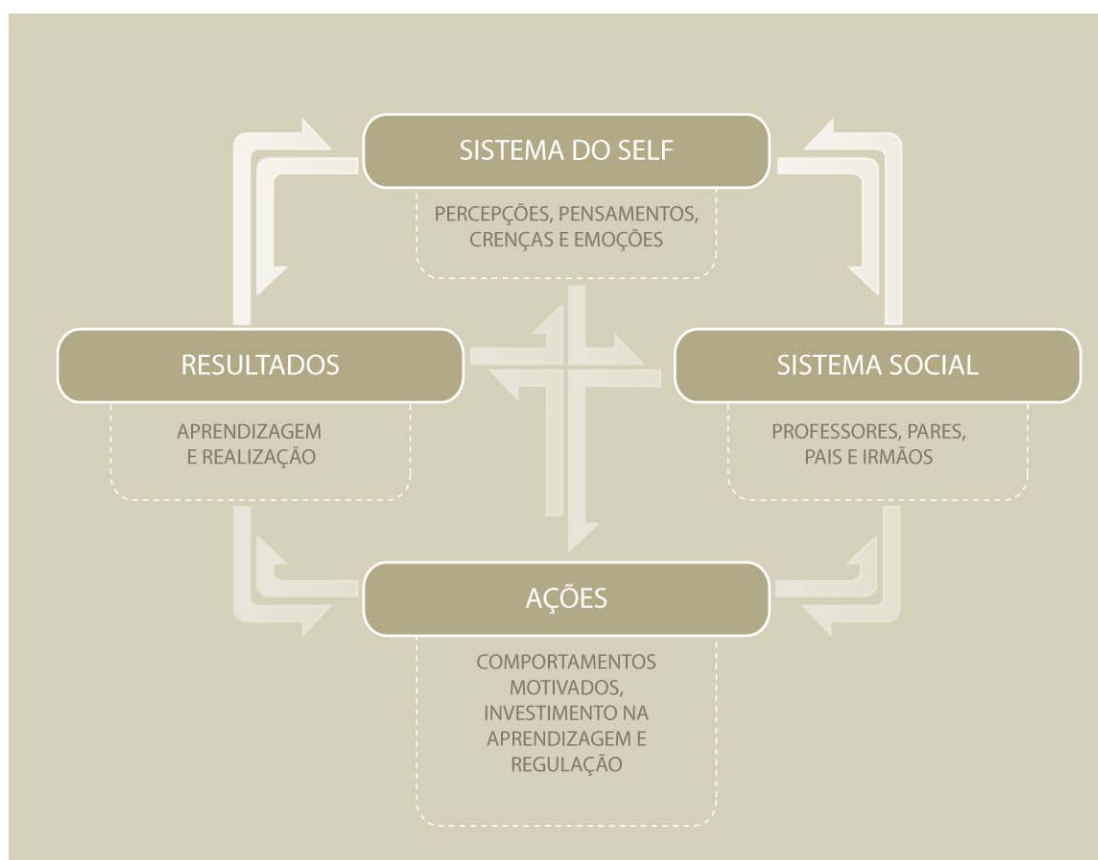 SISTEMA DO SELF
PERCEPÇÕES, PENSAMENTOS,
CRENÇAS E EMOÇÕES
RESULTADOS
APRENDIZAGEM
E REALIZAÇÃO
SISTEMA SOCIAL
PROFESSORES, PARES,
PAIS E IRMÃOS
AÇÕES
COMPORTAMENTOS
MOTIVADOS,
INVESTIMENTO NA
APRENDIZAGEM E
REGULAÇÃO